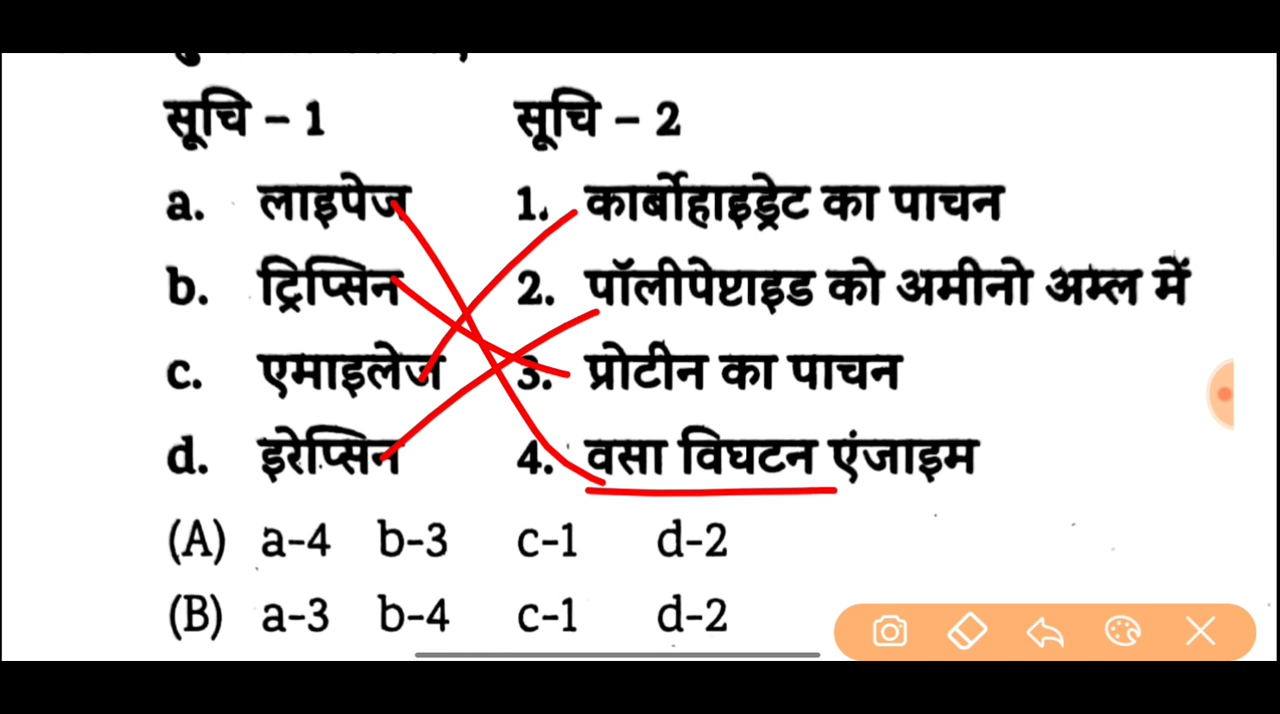 सूचि – 1 सूचि – 2
a. लाइपेज 1. कार्बोहाइड्रेट का पाचन
b. ट्रिप्सिन 2. पॉलीपेप्टाइड को अमीनो अम्ल में
c. एमाइलेज 3. प्रोटीन का पाचन
d. इरेप्सिन 4. वसा विघटन एंजाइम
(A) a-4 b-3 c-1 d-2
(B) a-3 b-4 c-1 d-2